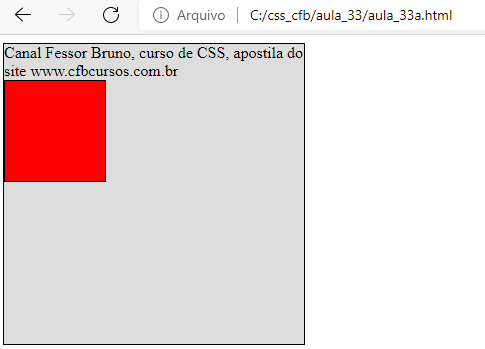 Arquivo C:/css_cfb/aula_33/aula_33a.html
Canal Fessor Bruno, curso de CSS, apostila do
site www.cfbcursos.com.br